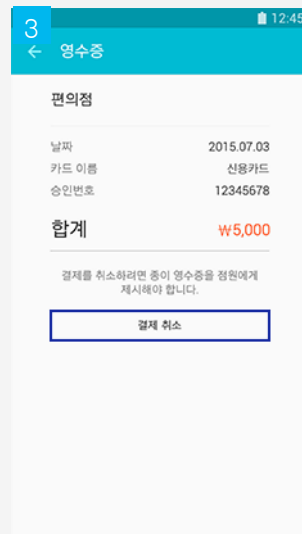 3
12:45
영수증
편의점
날짜 2015.07.03
카드 이름 신용카드
승인번호 12345678
합계 ₩5,000
결제를 취소하려면 종이 영수증을 점원에게
제시해야 합니다.
결제 취소